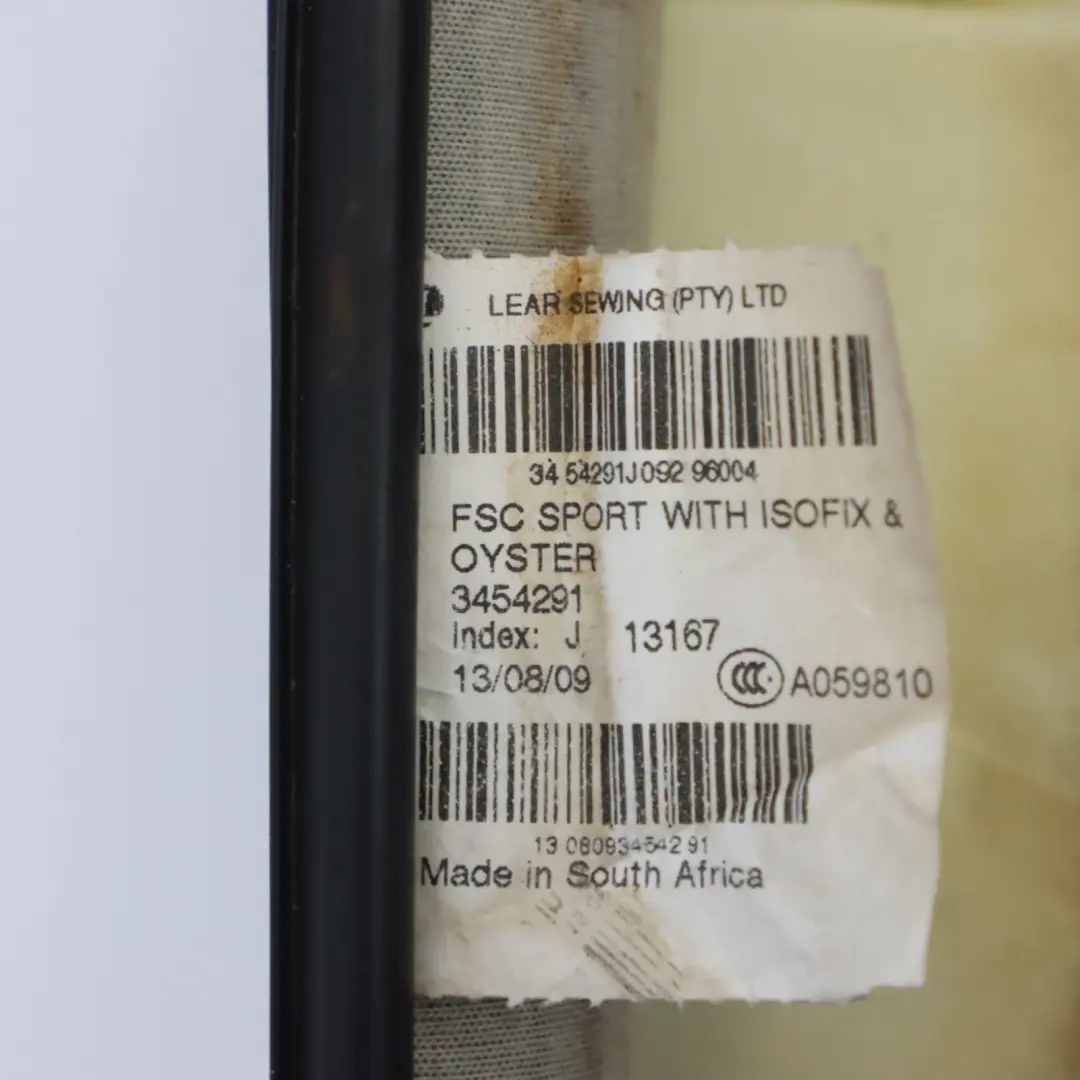 LEAR SEWING (PTY) LTD
34 54291J092 96004
FSC SPORT WITH ISOFIX &
OYSTER
3454291
Index: J 13167
13/08/09 CCC A059810
13 080934542 91
Made in South Africa